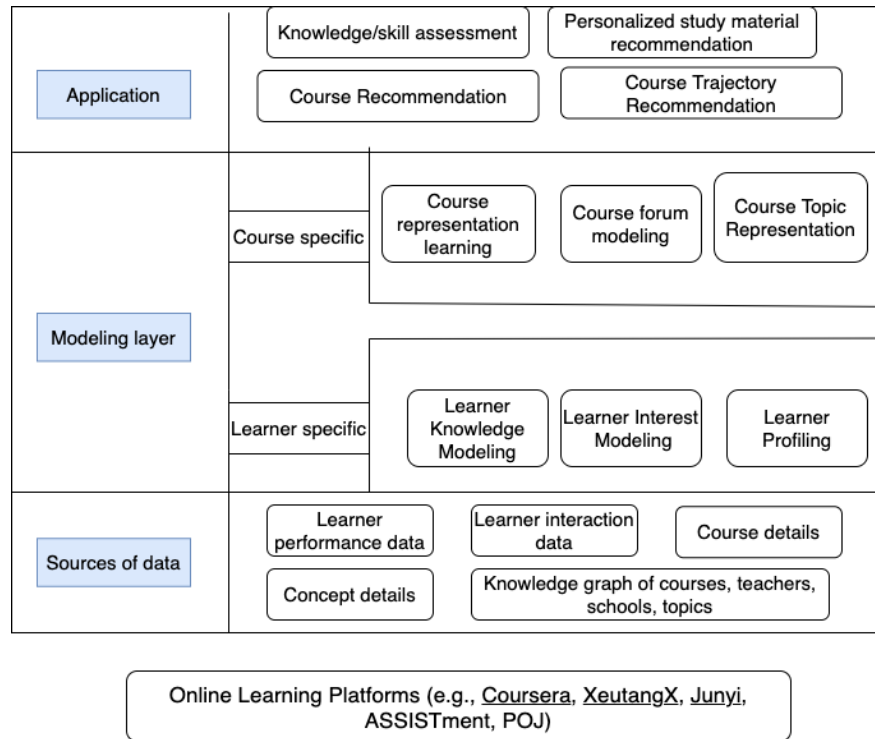 Knowledge/skill assessment
Personalized study material
recommendation
Application
Course Recommendation
Course Trajectory
Recommendation
Course specific
Course
representation
learning
Course forum
modeling
Course Topic
Representation
Modeling layer
Learner specific
Learner
Knowledge
Modeling
Learner Interest
Modeling
Learner
Profiling
Sources of data
Learner
performance data
Learner interaction
data
Course details
Concept details
Knowledge graph of courses, teachers,
schools, topics
Online Learning Platforms (e.g., Coursera, XeutangX, Junyi,
ASSISTment, POJ)